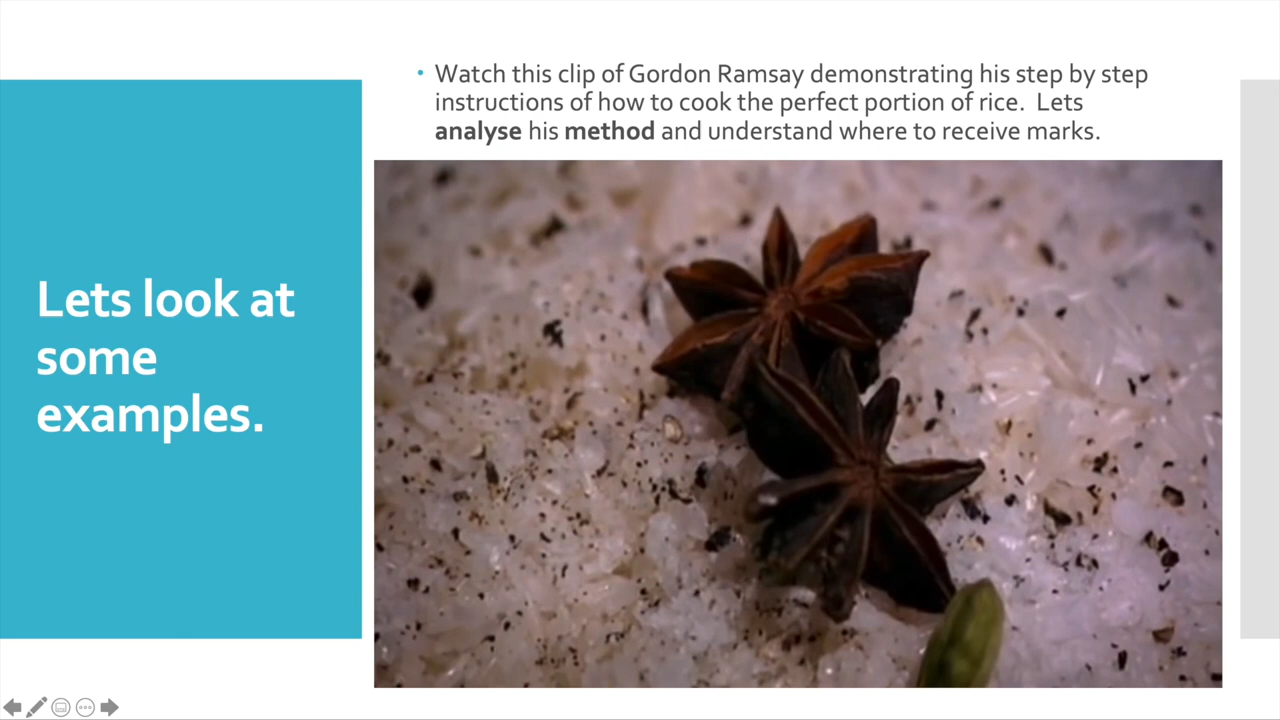 Lets look at
some
examples.
• Watch this clip of Gordon Ramsay demonstrating his step by step
instructions of how to cook the perfect portion of rice.  Lets
analyse his method and understand where to receive marks.